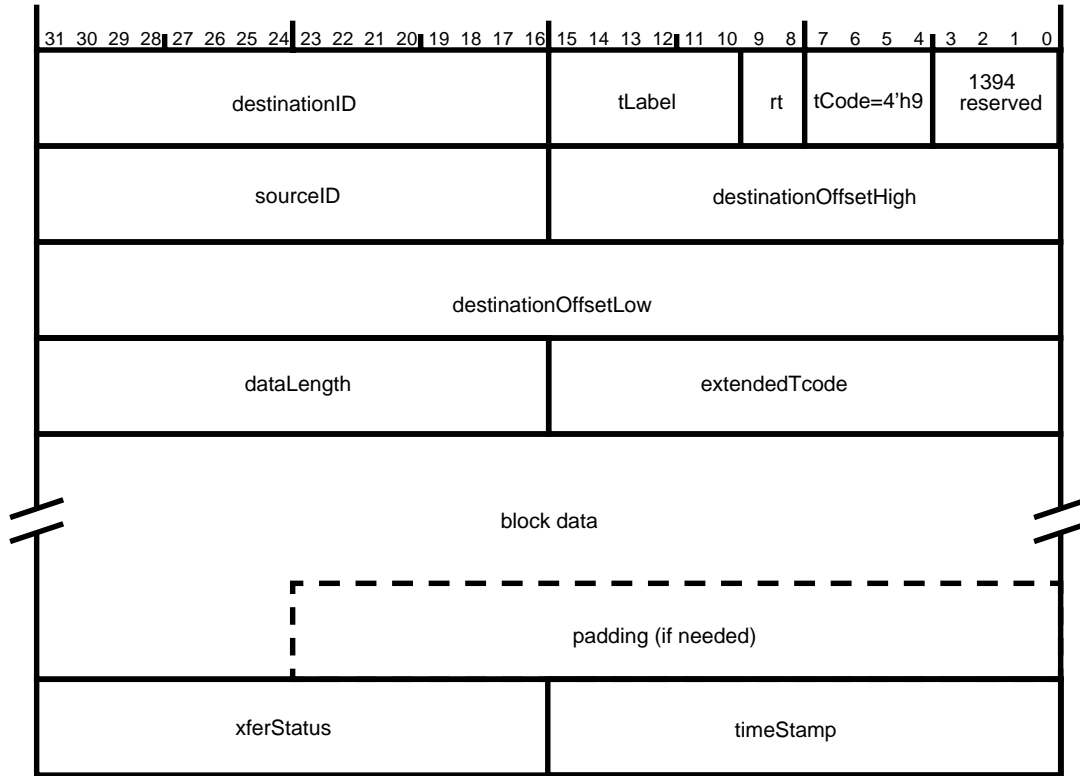 31 30 29 28 27 26 25 24 23 22 21 20 19 18 17 16 15 14 13 12 11 10 9 8 7 6 5 4 3 2 1 0
destinationID tLabel rt tCode=4'h9 1394
reserved
sourceID destinationOffsetHigh
destinationOffsetLow
dataLength extendedTcode
block data
padding (if needed)
xferStatus timeStamp